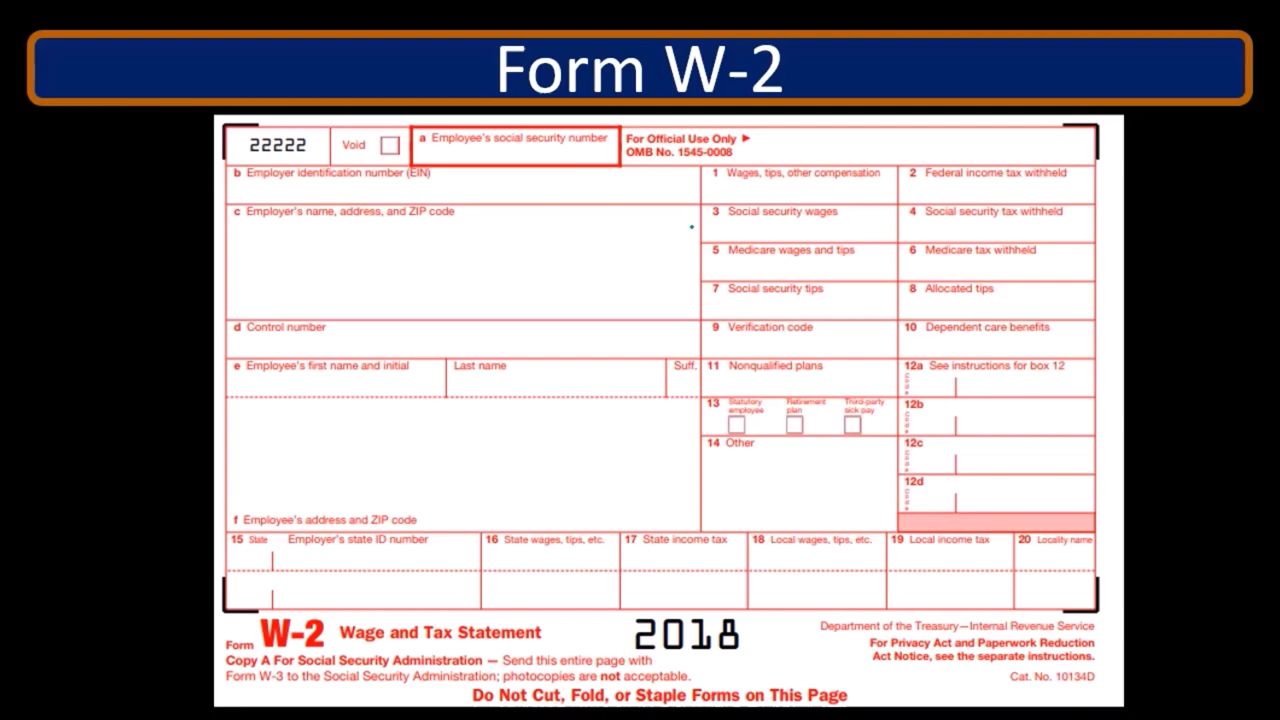 Form W-2
22222 Void a Employee's social security number For Official Use Only ►
OMB No. 1545-0008
b Employer identification number (EIN) 1 Wages, tips, other compensation 2 Federal income tax withheld
c Employer's name, address, and ZIP code 3 Social security wages 4 Social security tax withheld
5 Medicare wages and tips 6 Medicare tax withheld
7 Social security tips 8 Allocated tips
d Control number 9 Verification code 10 Dependent care benefits
e Employee's first name and initial Last name Suff. 11 Nonqualified plans 12a See instructions for box 12
13 Statutory employee Retirement plan Third-party sick pay 12b
14 Other 12c
12d
f Employee's address and ZIP code
15 State Employer's state ID number 16 State wages, tips, etc. 17 State income tax 18 Local wages, tips, etc. 19 Local income tax 20 Locality name
Form W-2 Wage and Tax Statement 2018 Department of the Treasury—Internal Revenue Service
For Privacy Act and Paperwork Reduction
Act Notice, see the separate instructions.
Copy A For Social Security Administration — Send this entire page with
Form W-3 to the Social Security Administration; photocopies are not acceptable. Cat. No. 10134D
Do Not Cut, Fold, or Staple Forms on This Page